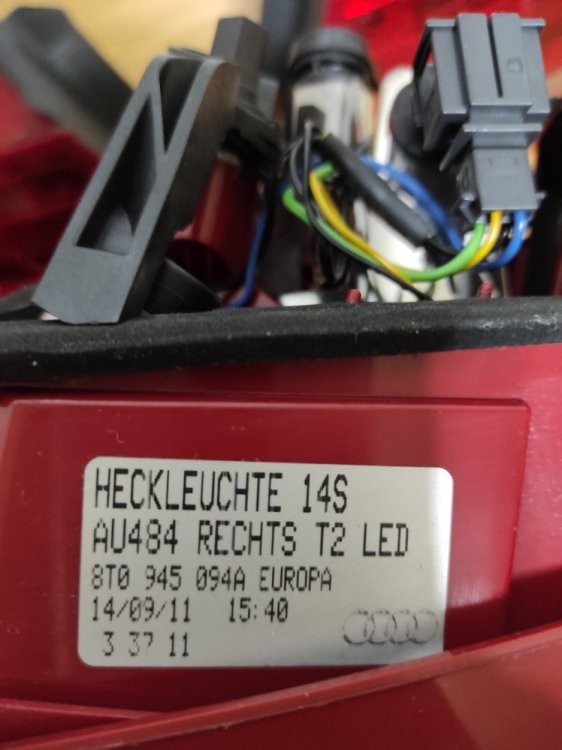 HECKLEUCHTE 14S
AU484 RECHTS T2 LED
8T0 945 094A EUROPA
14/09/11 15:40
3 37 11